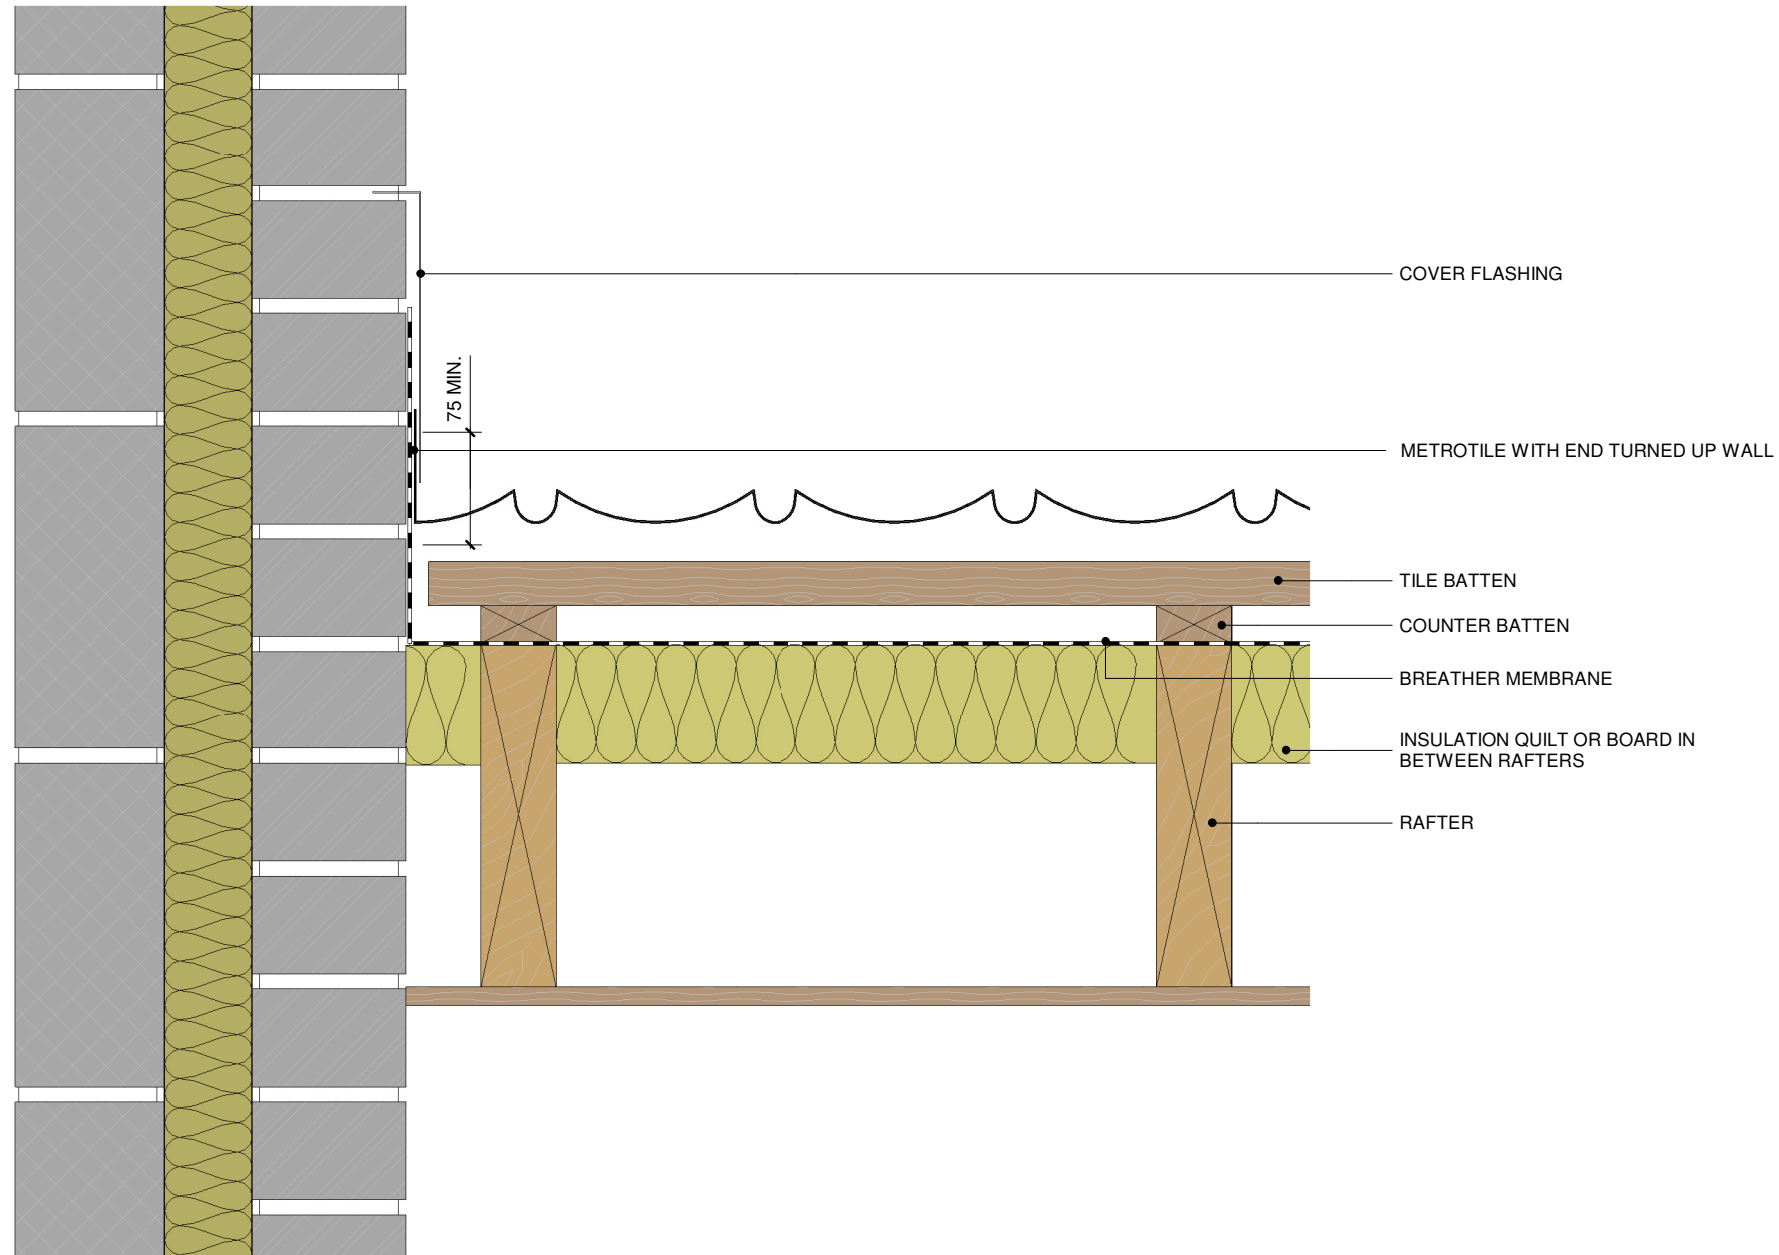 COVER FLASHING
75 MIN.
METROTILE WITH END TURNED UP WALL
TILE BATTEN
COUNTER BATTEN
BREATHER MEMBRANE
INSULATION QUILT OR BOARD IN
BETWEEN RAFTERS
RAFTER